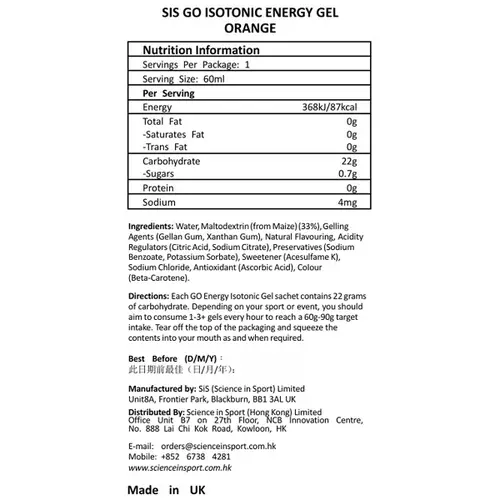 SIS GO ISOTONIC ENERGY GEL
ORANGE
Nutrition Information
Servings Per Package: 1
Serving Size: 60ml
Per Serving
Energy 368kJ/87kcal
Total Fat 0g
-Saturates Fat 0g
-Trans Fat 0g
Carbohydrate 22g
-Sugars 0.7g
Protein 0g
Sodium 4mg
Ingredients: Water, Maltodextrin (from Maize) (33%), Gelling
Agents (Gellan Gum, Xanthan Gum), Natural Flavouring, Acidity
Regulators (Citric Acid, Sodium Citrate), Preservatives (Sodium
Benzoate, Potassium Sorbate), Sweetener (Acesulfame K),
Sodium Chloride, Antioxidant (Ascorbic Acid), Colour
(Beta-Carotene).
Directions: Each GO Energy Isotonic Gel sachet contains 22 grams
of carbohydrate. Depending on your sport or event, you should
aim to consume 1-3+ gels every hour to reach a 60g-90g target
intake. Tear off the top of the packaging and squeeze the
contents into your mouth as and when required.
Best Before (D/M/Y)：
此日期前最佳（日/月/年）：
Manufactured by: SiS (Science in Sport) Limited
Unit8A, Frontier Park, Blackburn, BB1 3AL UK
Distributed By: Science in Sport (Hong Kong) Limited
Office Unit B7 on 27th Floor, NCB Innovation Centre,
No. 888 Lai Chi Kok Road, Kowloon, HK
E-mail: orders@scienceinsport.com.hk
Mobile: +852 6738 4281
www.scienceinsport.com.hk
Made in UK